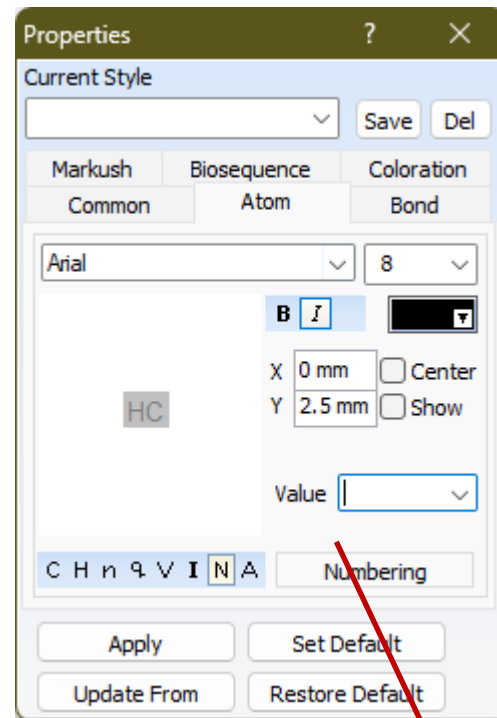 Properties ?
Current Style
Save Del
Markush Biosequence Coloration
Common Atom Bond
Arial 8
B I
X 0 mm Center
HC
Y 2.5 mm Show
Value
C H n q V I N A Numbering
Apply Set Default
Update From Restore Default